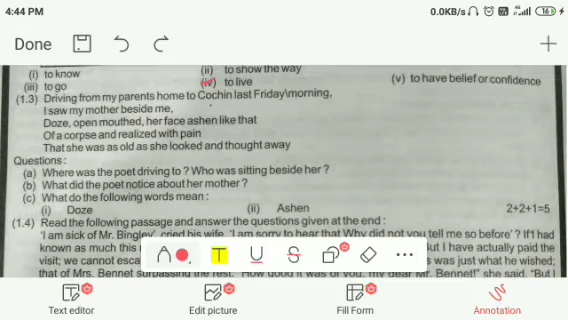 4:44 PM 0.0KB/s 16
Done
(i) to know (ii) to show the way
(iii) to go (iv) to live (v) to have belief or confidence
(1.3) Driving from my parents home to Cochin last Friday\morning,
I saw my mother beside me,
Doze, open mouthed, her face ashen like that
Of a corpse and realized with pain
That she was as old as she looked and thought away
Questions :
(a) Where was the poet driving to ? Who was sitting beside her ?
(b) What did the poet notice about her mother ?
(c) What do the following words mean :
(i) Doze (ii) Ashen 2+2+1=5
(1.4) Read the following passage and answer the questions given at the end :
'I am sick of Mr. Bingley' cried his wife. 'I am sorry to hear that Why did not you tell me so before' ? If'l had
known as much this But I have actually paid the
visit; we cannot esca s was just what he wished;
that of Mrs. Bennet surpassing the rest. "How good it was of you, my dear Mr. Bennet!" she said, "But I
T U S
Text editor Edit picture Fill Form Annotation